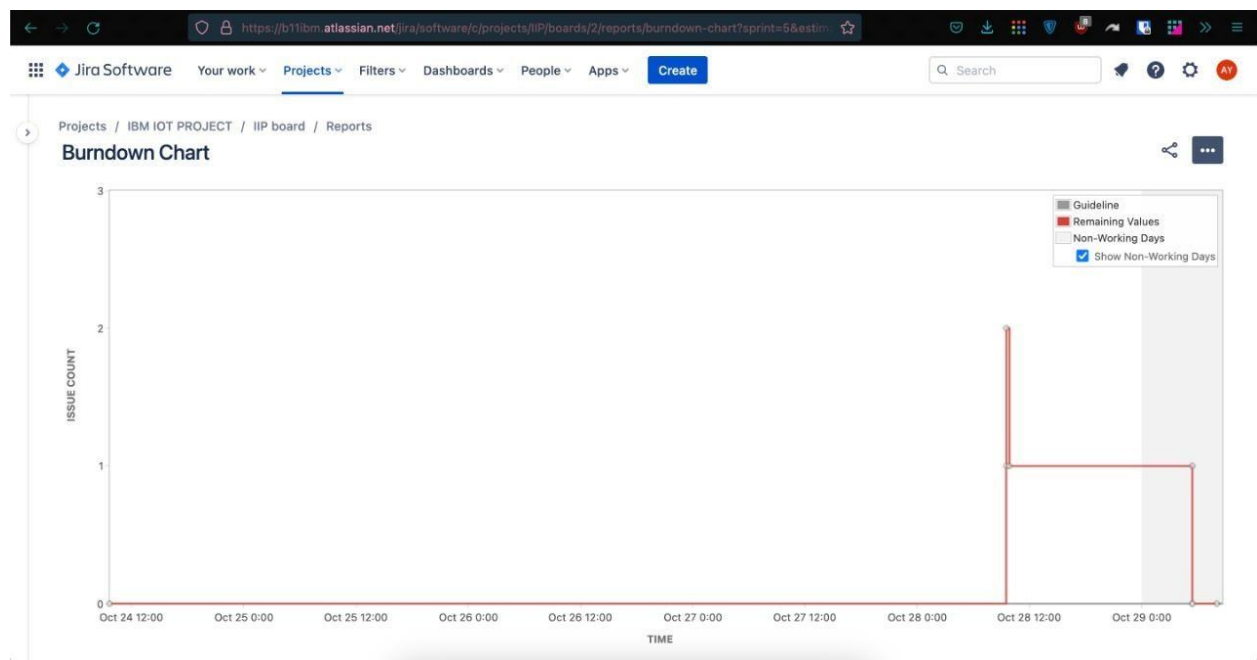 https://b11ibm.atlassian.net/jira/software/c/projects/IIP/boards/2/reports/burndown-chart?sprint=5&estim
Jira Software Your work Projects Filters Dashboards People Apps Create Search AY
Projects / IBM IOT PROJECT / IIP board / Reports
Burndown Chart
3
Guideline
Remaining Values
Non-Working Days
Show Non-Working Days
2
ISSUE COUNT
1
0
Oct 24 12:00 Oct 25 0:00 Oct 25 12:00 Oct 26 0:00 Oct 26 12:00 Oct 27 0:00 Oct 27 12:00 Oct 28 0:00 Oct 28 12:00 Oct 29 0:00
TIME